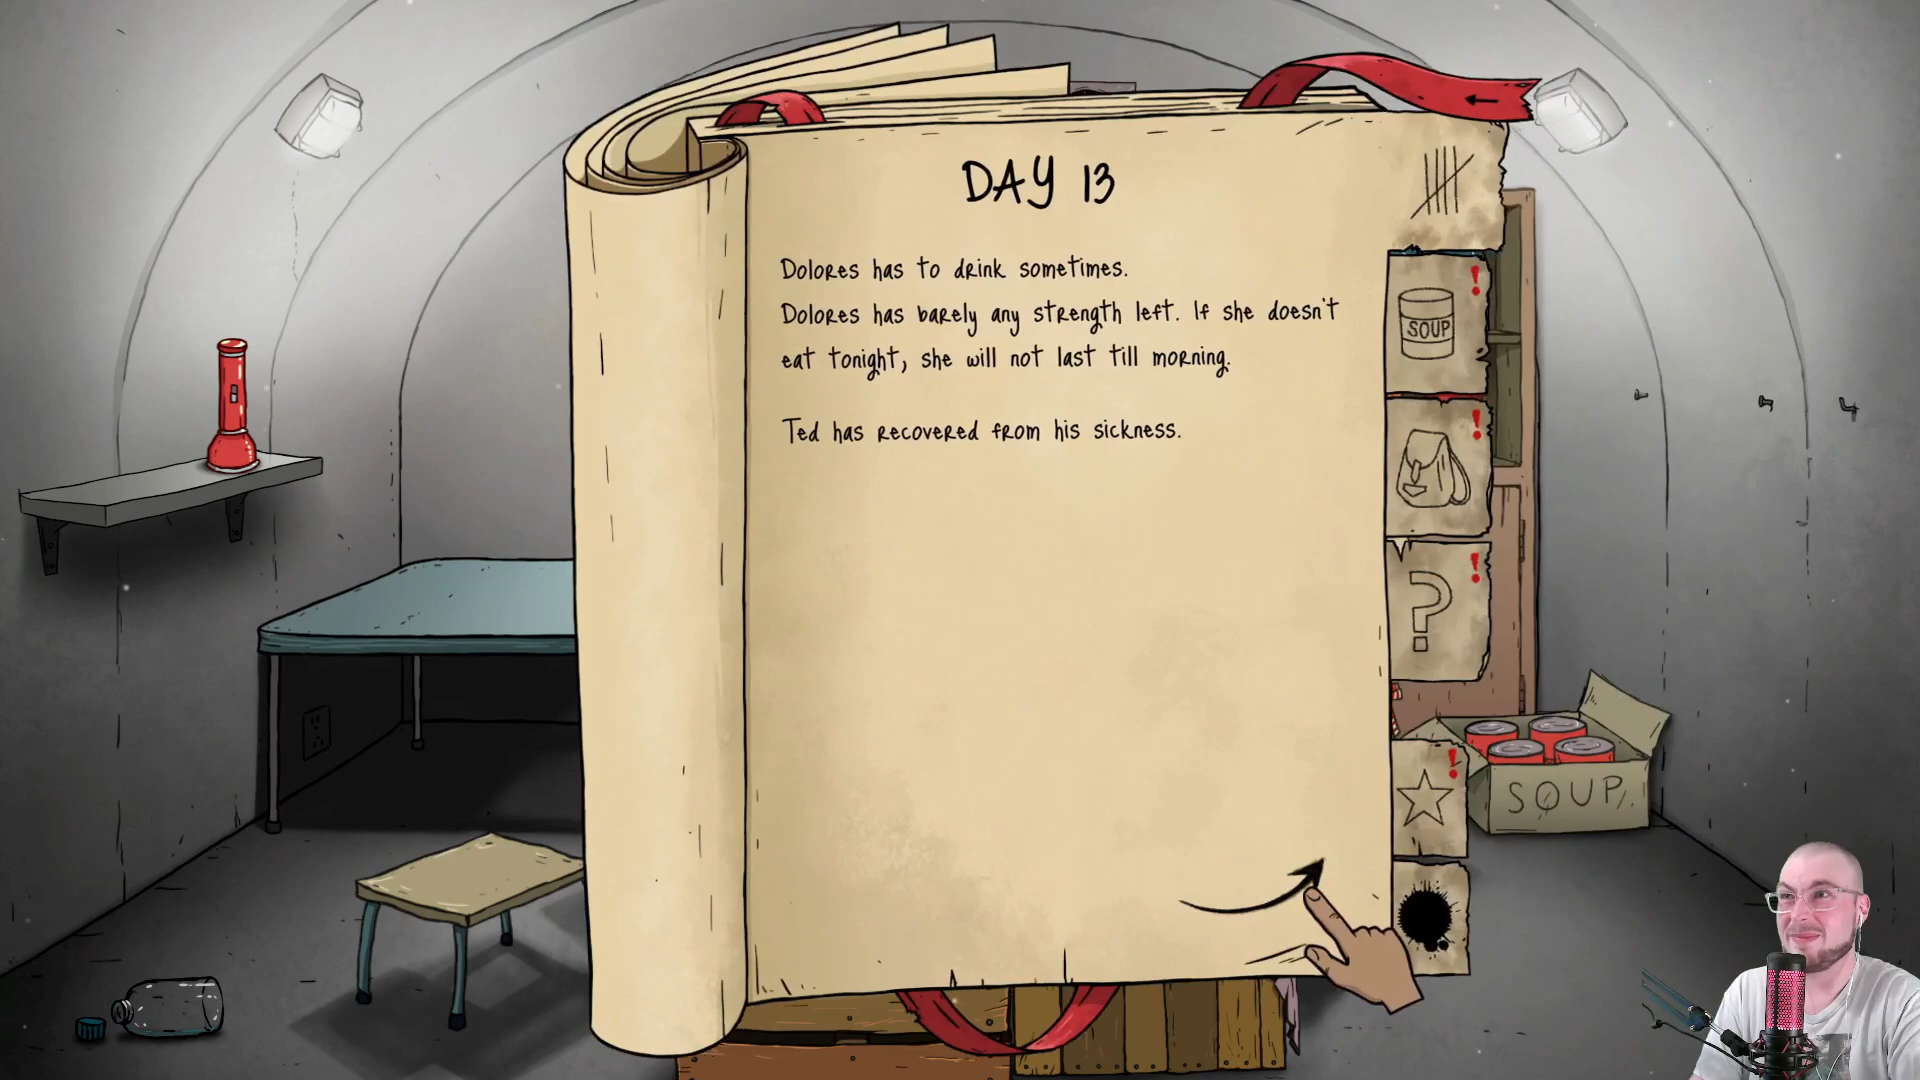 DAY 13
Dolores has to drink sometimes.
Dolores has barely any strength left. If she doesn't
eat tonight, she will not last till morning.
Ted has recovered from his sickness.
SOUP
?
SOUP